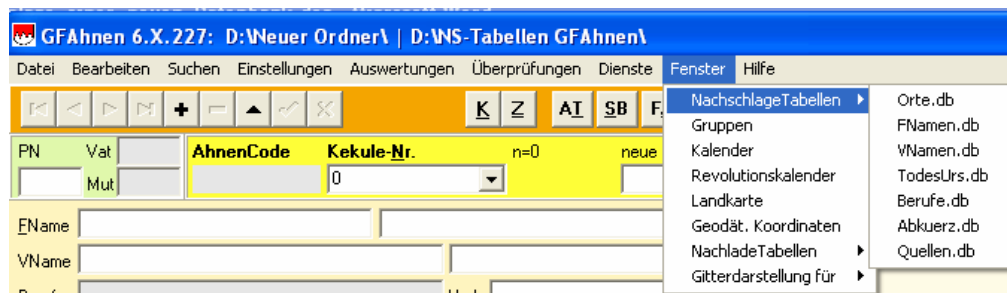 GFAhnen 6.X.227: D:\Neuer Ordner\ | D:\NS-Tabellen GFAhnen\
Datei Bearbeiten Suchen Einstellungen Auswertungen Überprüfungen Dienste Fenster Hilfe
K Z AT SB F
NachschlageTabellen
Gruppen
Kalender
Revolutionskalender
Landkarte
Geodät. Koordinaten
NachladeTabellen
Gitterdarstellung für
Orte.db
FNamen.db
VNamen.db
TodesUrs.db
Berufe.db
Abkuerz.db
Quellen.db
PN Vat AhnenCode Kekule-Nr. n=0 neue
Mut 0
FName
VName